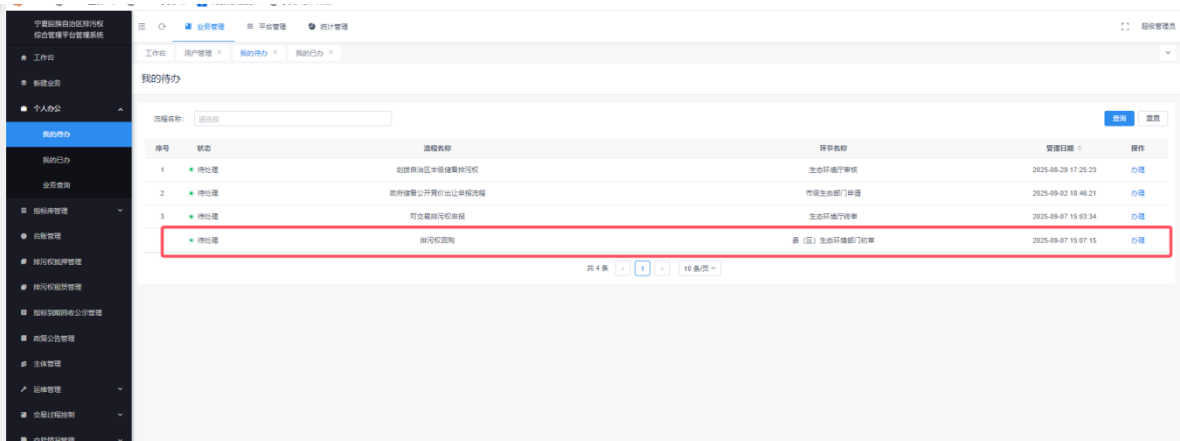 宁夏回族自治区排污权
综合管理平台管理系统
业务管理 平台管理 统计管理 超级管理员
工作台 用户管理 × 我的待办 × 我的已办 ×
工作台
新建业务
个人办公
我的待办
我的已办
业务查询
指标库管理
台账管理
排污权抵押管理
排污权租赁管理
指标到期回收公示管理
政策公告管理
主体管理
运维管理
交易过程控制
我的待办
流程名称: 请选择 查询 重置
序号 状态 流程名称 环节名称 受理日期 操作
1 待处理 划拨自治区本级储备排污权 生态环境厅审核 2025-08-29 17:25:23 办理
2 待处理 政府储备公开竞价出让申报流程 市级生态部门申请 2025-09-02 18:46:21 办理
3 待处理 可交易排污权申报 生态环境厅终审 2025-09-07 15:03:34 办理
待处理 排污权回购 县（区）生态环境部门初审 2025-09-07 15:07:15 办理
共 4 条 < 1 > 10 条/页